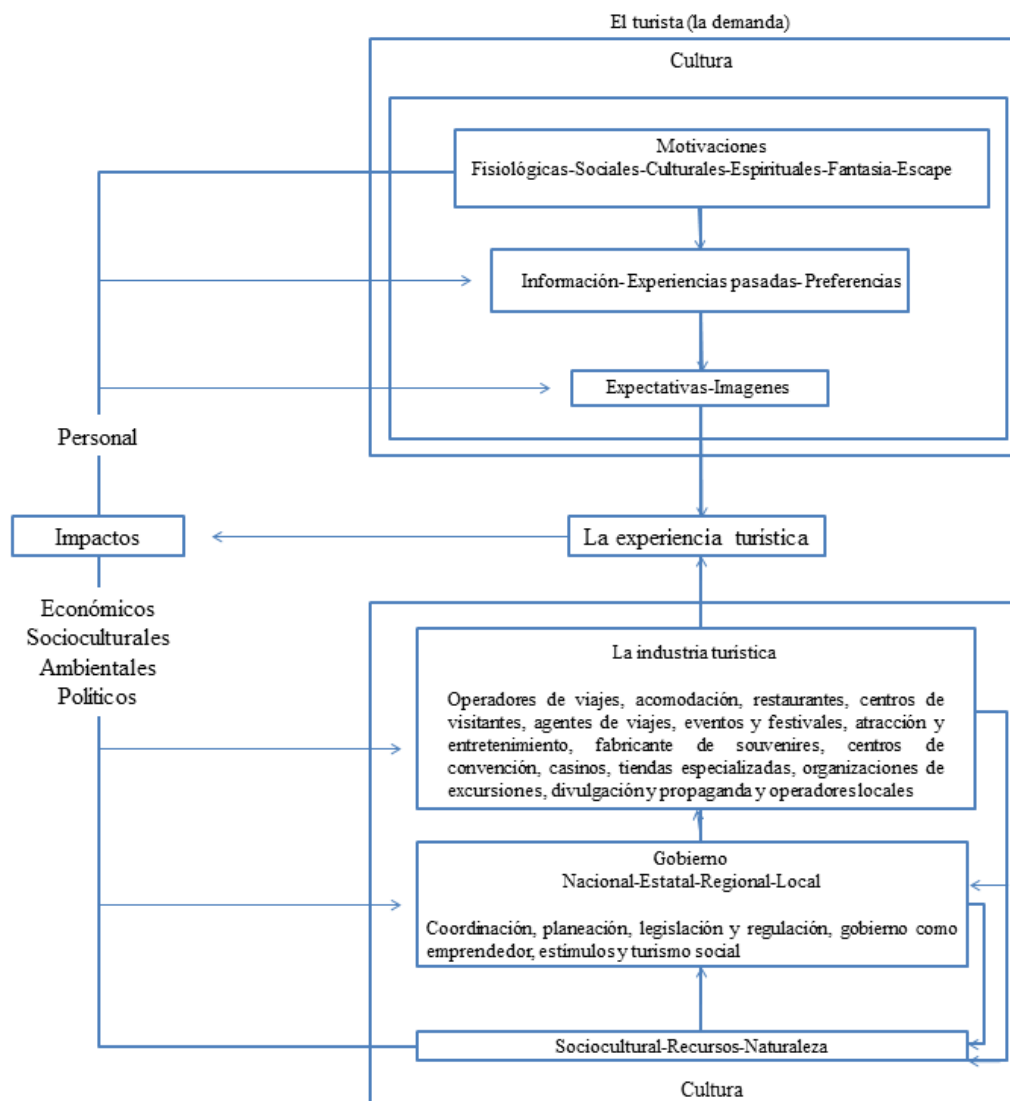 El turista (la demanda)
Cultura
Motivaciones
Fisiológicas-Sociales-Culturales-Espirituales-Fantasia-Escape
Información- Experiencias pasadas- Preferencias
Expectativas-Imagenes
Personal
Impactos
La experiencia turística
Económicos
Socioculturales
Ambientales
Políticos
La industria turística
Operadores de viajes, acomodación, restaurantes, centros de
visitantes, agentes de viajes, eventos y festivales, atracción y
entretenimiento, fabricante de souvenires, centros de
convención, casinos, tiendas especializadas, organizaciones de
excursiones, divulgación y propaganda y operadores locales
Gobierno
Nacional-Estatal-Regional-Local
Coordinación, planeación, legislación y regulación, gobierno como
emprendedor, estímulos y turismo social
Sociocultural-Recursos-Naturaleza
Cultura